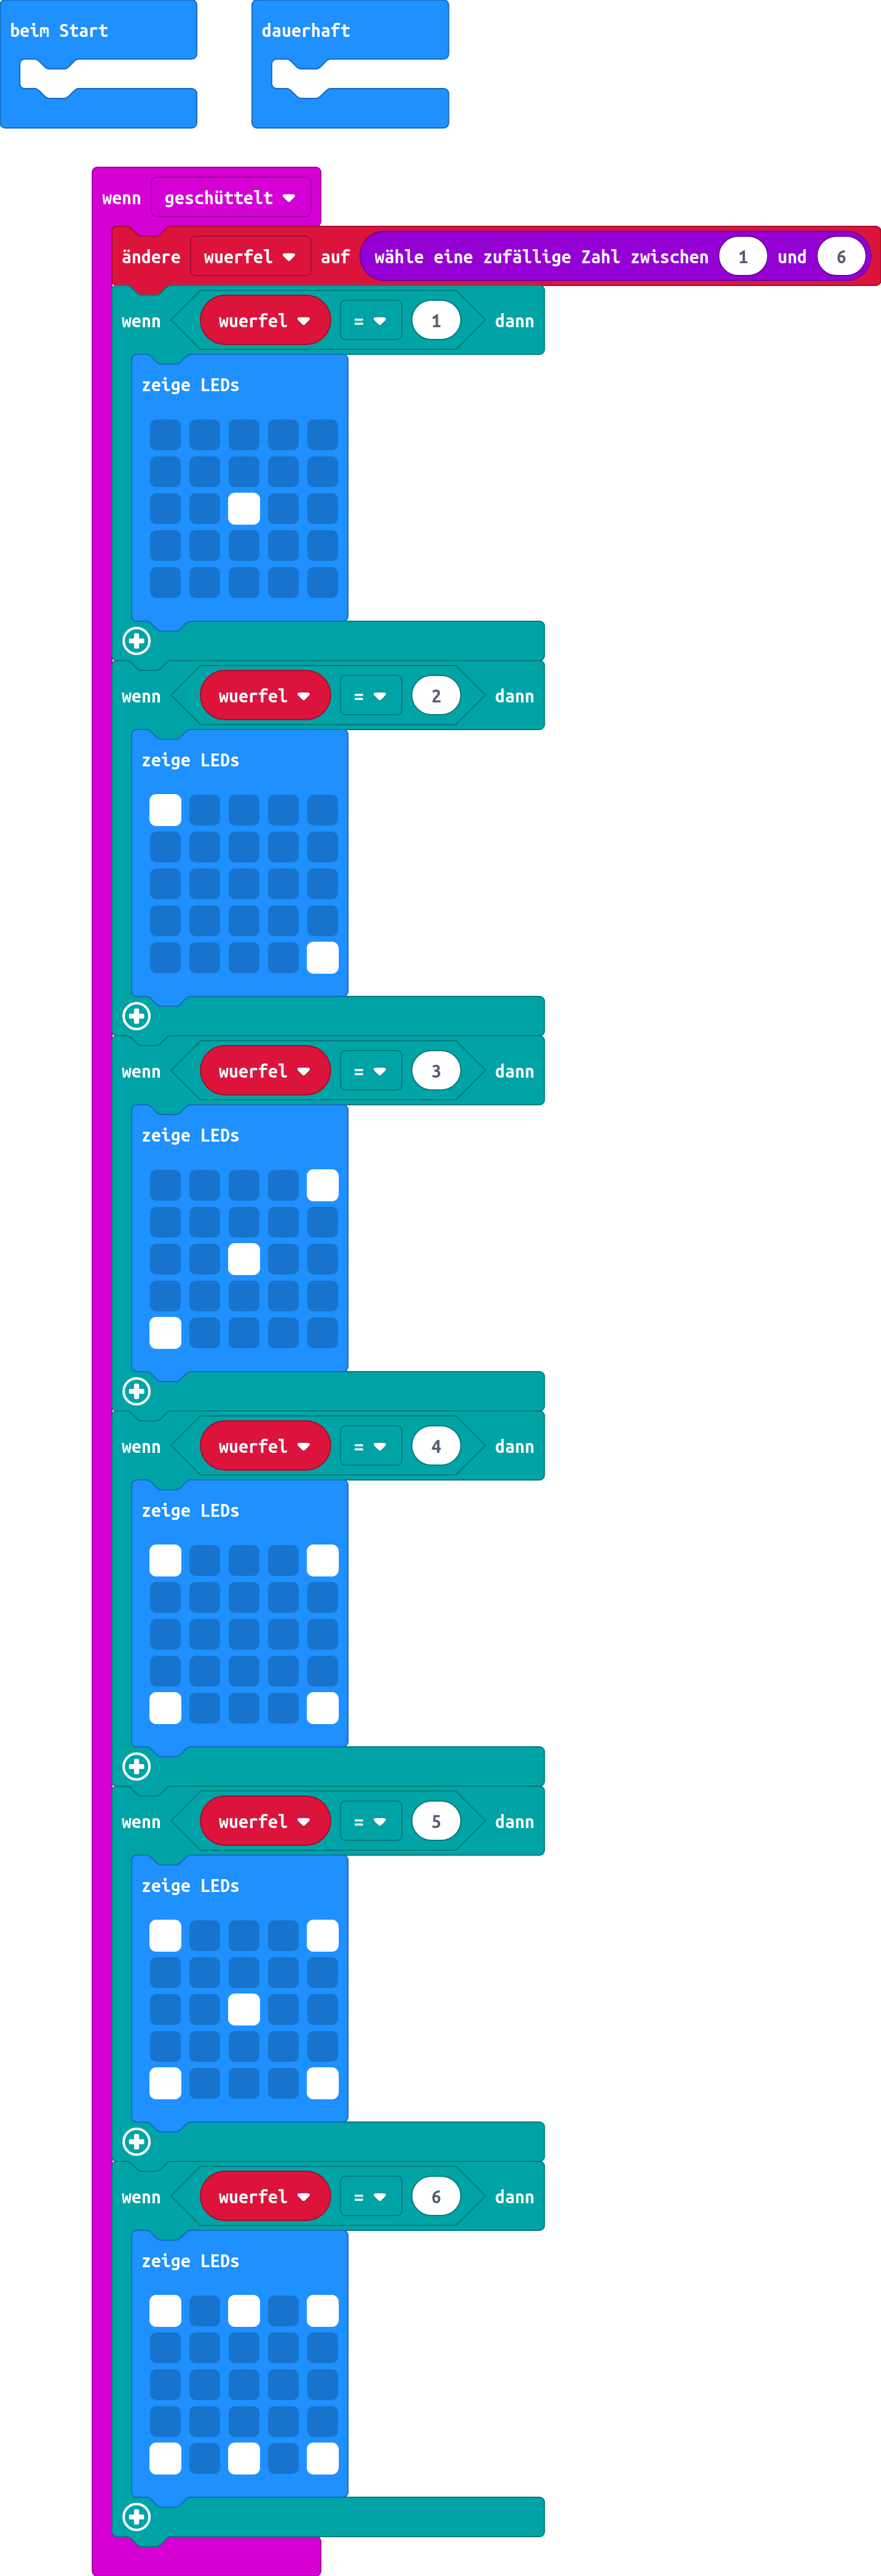 beim Start
dauerhaft
wenn geschüttelt
ändere wuerfel auf wähle eine zufällige Zahl zwischen 1 und 6
wenn wuerfel = 1 dann
zeige LEDs
wenn wuerfel = 2 dann
zeige LEDs
wenn wuerfel = 3 dann
zeige LEDs
wenn wuerfel = 4 dann
zeige LEDs
wenn wuerfel = 5 dann
zeige LEDs
wenn wuerfel = 6 dann
zeige LEDs